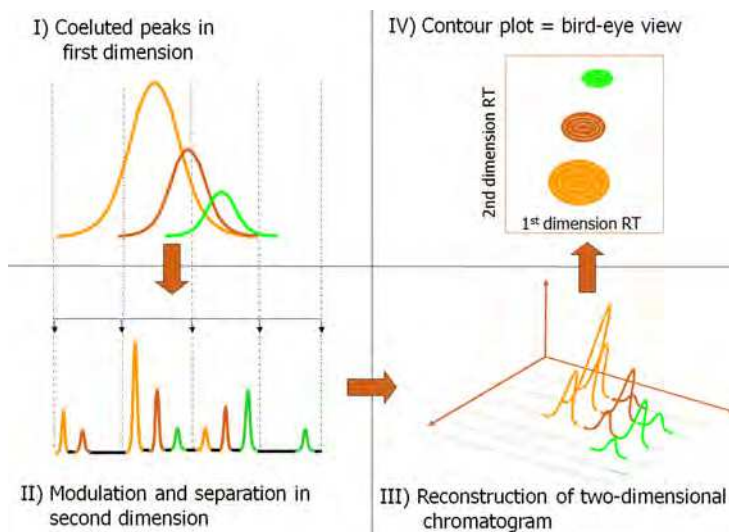 I) Coeluted peaks in
first dimension
IV) Contour plot = bird-eye view
2nd dimension RT
1st dimension RT
II) Modulation and separation in
second dimension
III) Reconstruction of two-dimensional
chromatogram